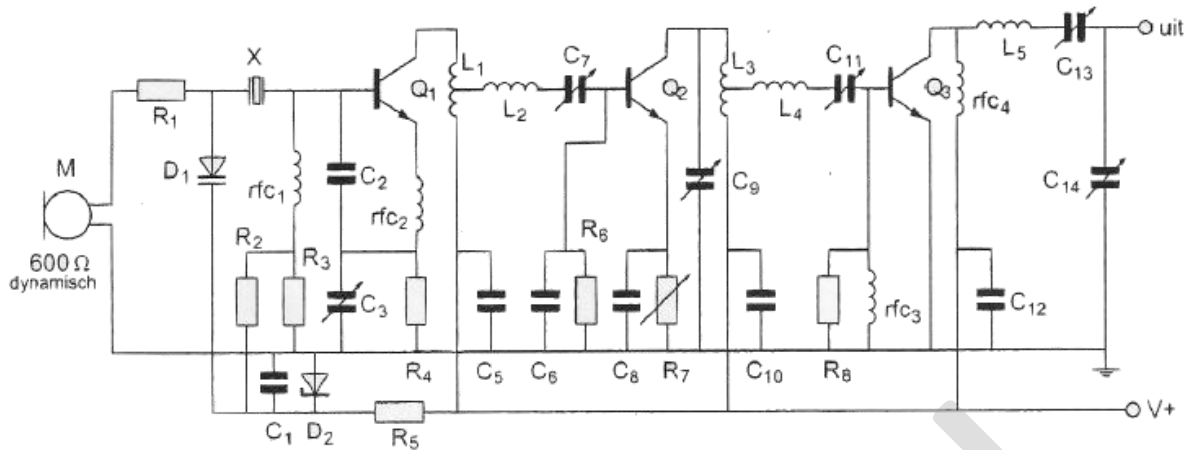 X
R1
M
D1
600 Ω
dynamisch
rfc1
R2
R3
C2
C3
Q1
rfc2
R4
C1
D2
R5
L1
L2
C7
C5
C6
R6
C8
R7
Q2
C9
L3
L4
C11
C10
R8
rfc3
Q3
rfc4
C12
L5
C13
C14
uit
V+